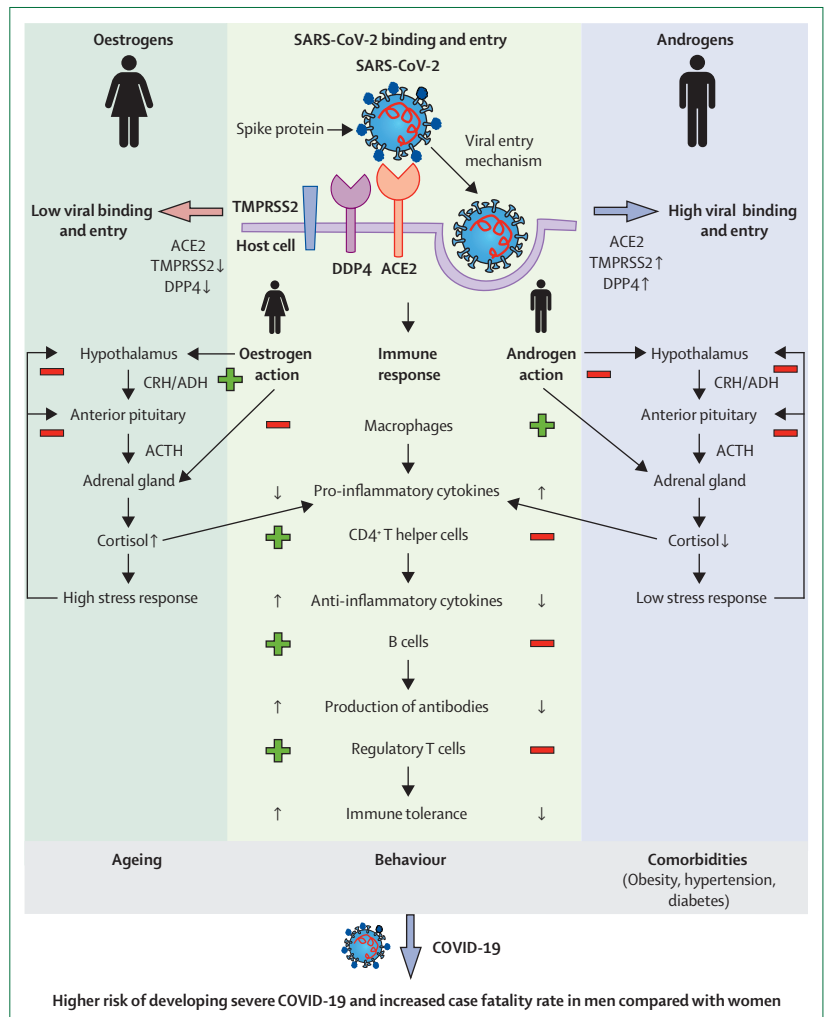 Oestrogens
SARS-CoV-2 binding and entry
Androgens
SARS-CoV-2
Spike protein
Viral entry
mechanism
Low viral binding
and entry
TMPRSS2
High viral binding
and entry
ACE2
TMPRSS2↓
DPP4↓
Host cell
DDP4
ACE2
ACE2
TMPRSS2↑
DPP4↑
Hypothalamus
Oestrogen
action
Immune
response
Androgen
action
Hypothalamus
CRH/ADH
CRH/ADH
Anterior pituitary
Macrophages
Anterior pituitary
ACTH
ACTH
Adrenal gland
↓ Pro-inflammatory cytokines ↑
Adrenal gland
Cortisol↑
CD4+ T helper cells
Cortisol↓
High stress response
↑ Anti-inflammatory cytokines ↓
Low stress response
B cells
↑ Production of antibodies ↓
Regulatory T cells
↑ Immune tolerance ↓
Ageing
Behaviour
Comorbidities
(Obesity, hypertension,
diabetes)
COVID-19
Higher risk of developing severe COVID-19 and increased case fatality rate in men compared with women